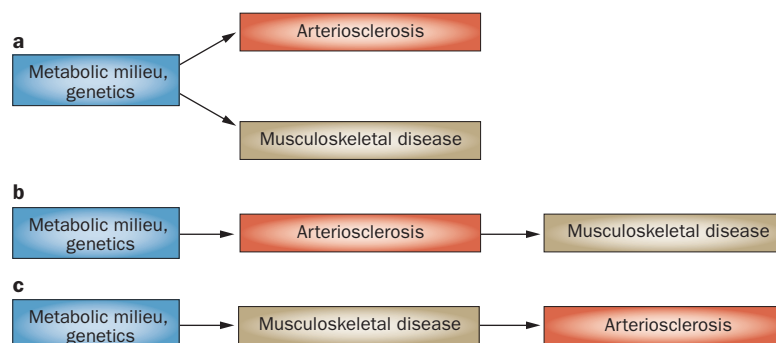 a
Arteriosclerosis
Metabolic milieu,
genetics
Musculoskeletal disease
b
Metabolic milieu,
genetics
Arteriosclerosis
Musculoskeletal disease
c
Metabolic milieu,
genetics
Musculoskeletal disease
Arteriosclerosis